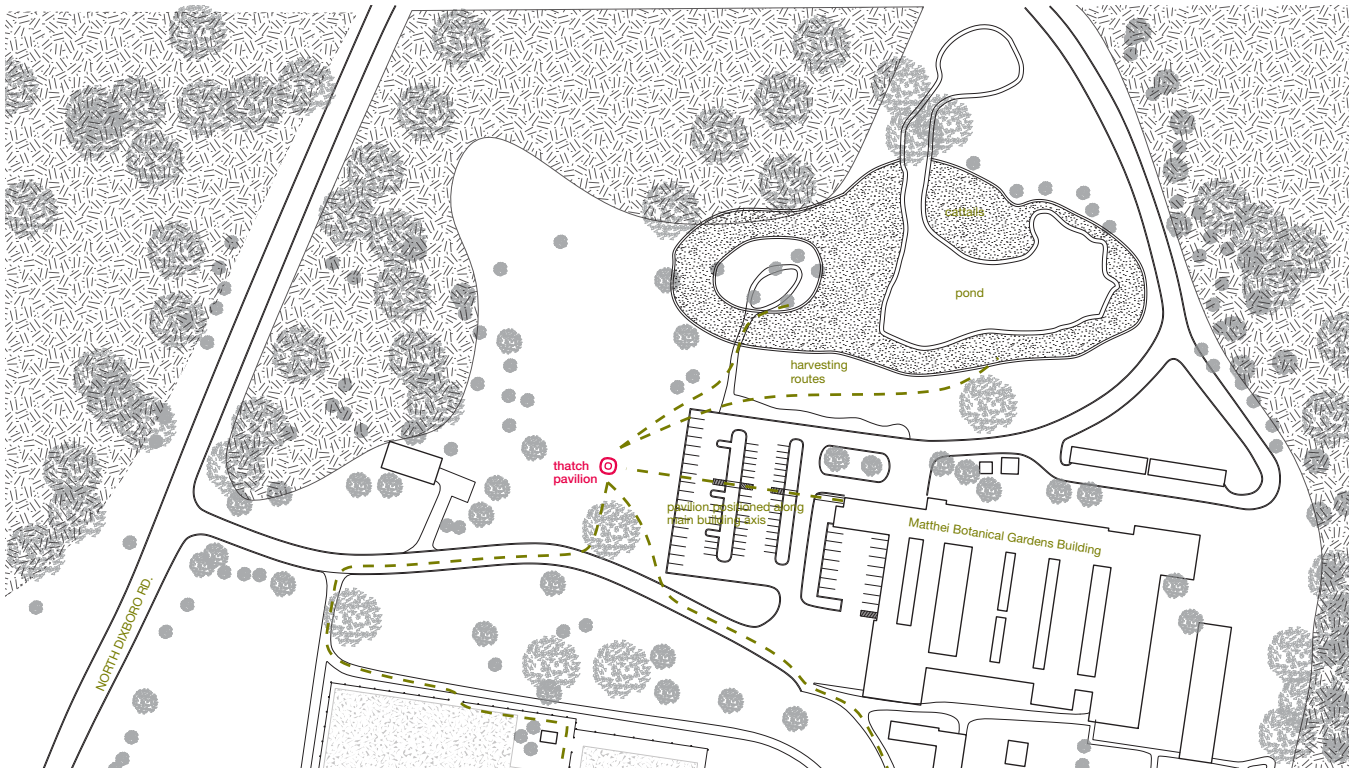 cattails
pond
harvesting
routes
thatch
pavilion
pavilion positioned along
main building axis
Matthei Botanical Gardens Building
NORTH DIXBORO RD.